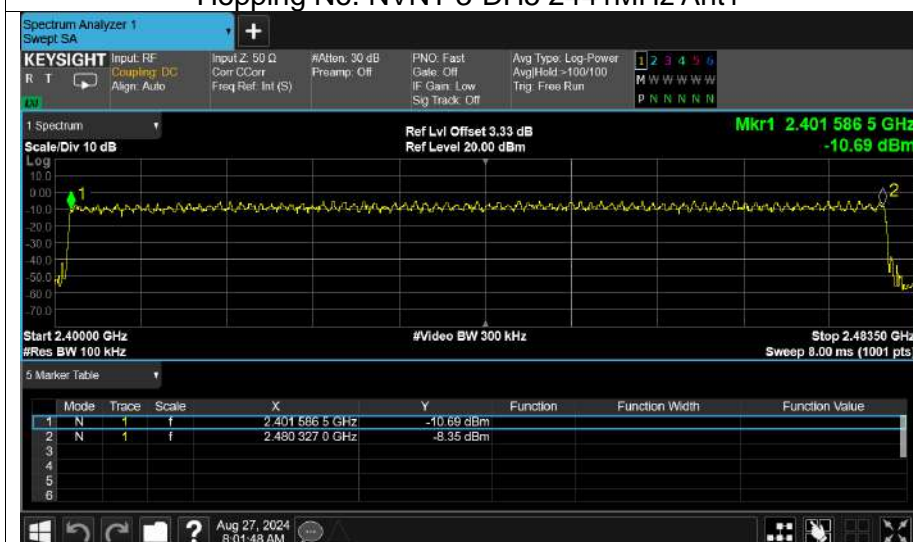 Hopping No. NVNT 3-DH5 2441MHz Ant1
Spectrum Analyzer 1
Swept SA
+
KEYSIGHT Input: RF Input Z: 50 Ω #Atten: 30 dB PNO: Fast Avg Type: Log-Power 1 2 3 4 5 6
R T Coupling: DC Corr CCorr Preamp: Off Gate: Off Avg|Hold >100/100 M W W W W W
Align: Auto Freq Ref: Int (S) IF Gain: Low Trig: Free Run
Sig Track: Off P N N N N N
1 Spectrum Ref Lvl Offset 3.33 dB Mkr1 2.401 586 5 GHz
Scale/Div 10 dB Ref Level 20.00 dBm -10.69 dBm
Log
10.0
0.00 1 2
-10.0
-20.0
-30.0
-40.0
-50.0
-60.0
-70.0
Start 2.40000 GHz #Video BW 300 kHz Stop 2.48350 GHz
#Res BW 100 kHz Sweep 8.00 ms (1001 pts)
5 Marker Table
Mode Trace Scale X Y Function Function Width Function Value
1 N 1 f 2.401 586 5 GHz -10.69 dBm
2 N 1 f 2.480 327 0 GHz -8.35 dBm
3
4
5
6
? Aug 27, 2024
8:01:48 AM